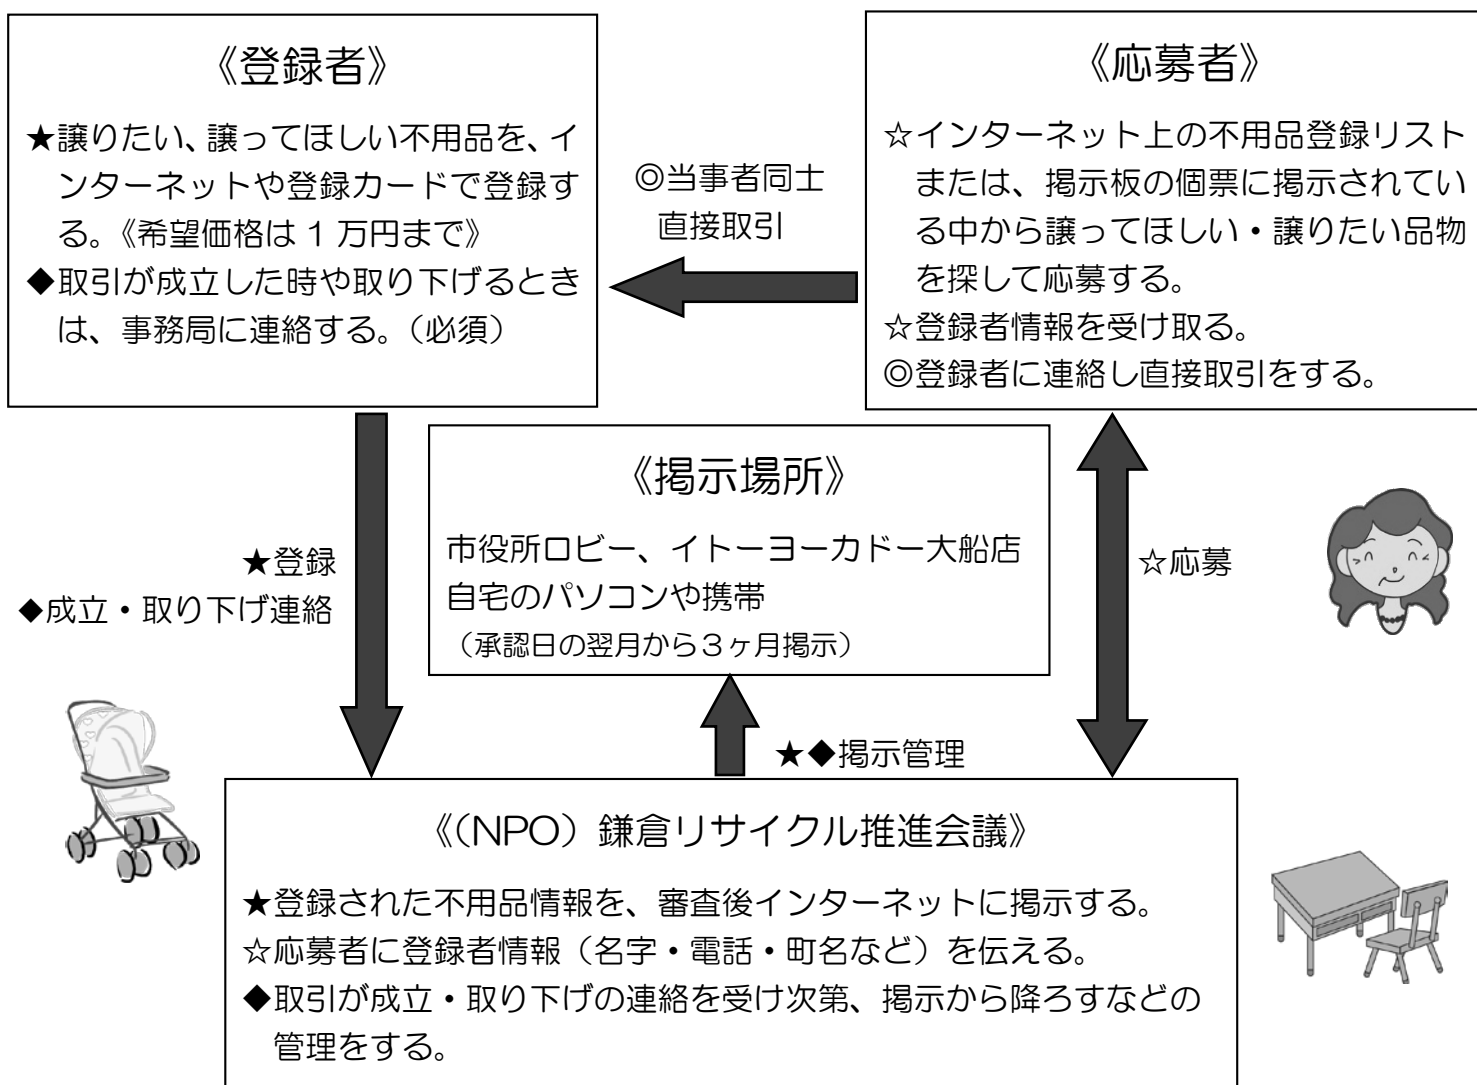 《登録者》
★譲りたい、譲ってほしい不用品を、イ
ンターネットや登録カードで登録す
る。《希望価格は 1 万円まで》
◆取引が成立した時や取り下げるとき
は、事務局に連絡する。（必須）
◎当事者同士
直接取引
《応募者》
☆インターネット上の不用品登録リスト
または、掲示板の個票に掲示されてい
る中から譲ってほしい・譲りたい品物
を探して応募する。
☆登録者情報を受け取る。
◎登録者に連絡し直接取引をする。
★登録
◆成立・取り下げ連絡
《掲示場所》
市役所ロビー、イトーヨーカドー大船店
自宅のパソコンや携帯
（承認日の翌月から３ヶ月掲示）
☆応募
★◆掲示管理
《（NPO）鎌倉リサイクル推進会議》
★登録された不用品情報を、審査後インターネットに掲示する。
☆応募者に登録者情報（名字・電話・町名など）を伝える。
◆取引が成立・取り下げの連絡を受け次第、掲示から降ろすなどの
管理をする。